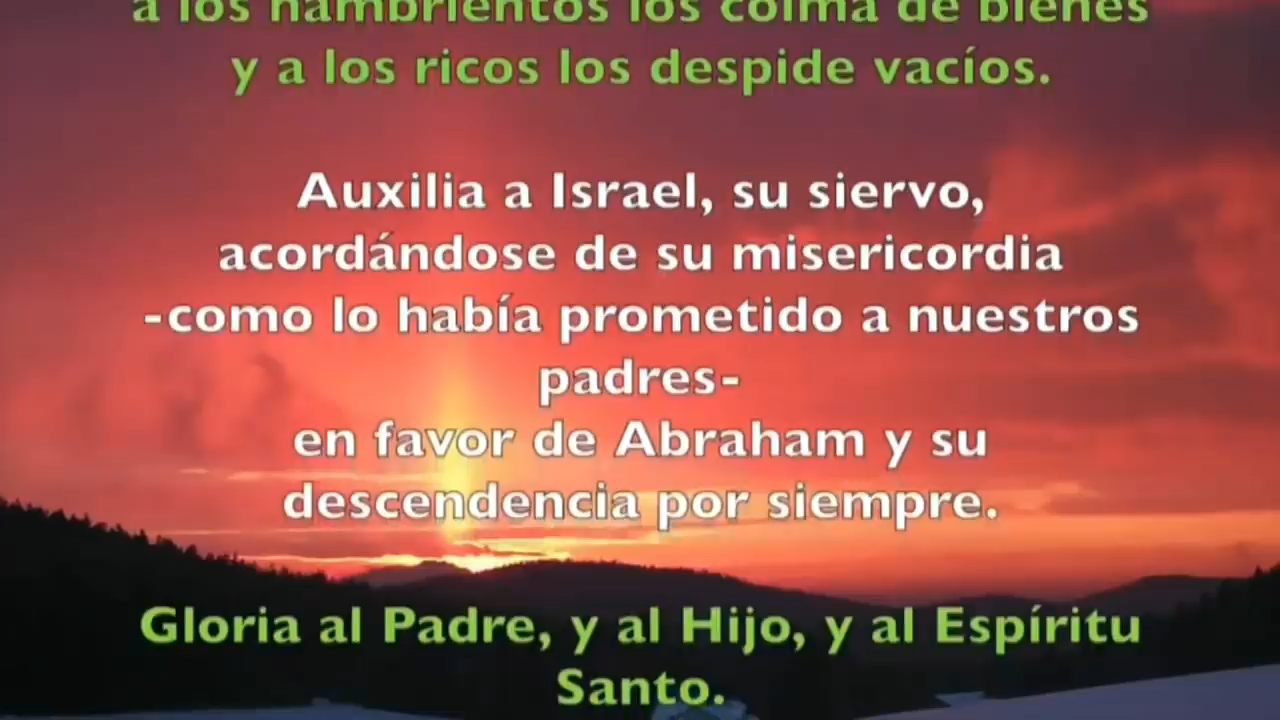 a los hambrientos los colma de bienes
y a los ricos los despide vacíos.
Auxilia a Israel, su siervo,
acordándose de su misericordia
-como lo había prometido a nuestros
padres-
en favor de Abraham y su
descendencia por siempre.
Gloria al Padre, y al Hijo, y al Espíritu
Santo.